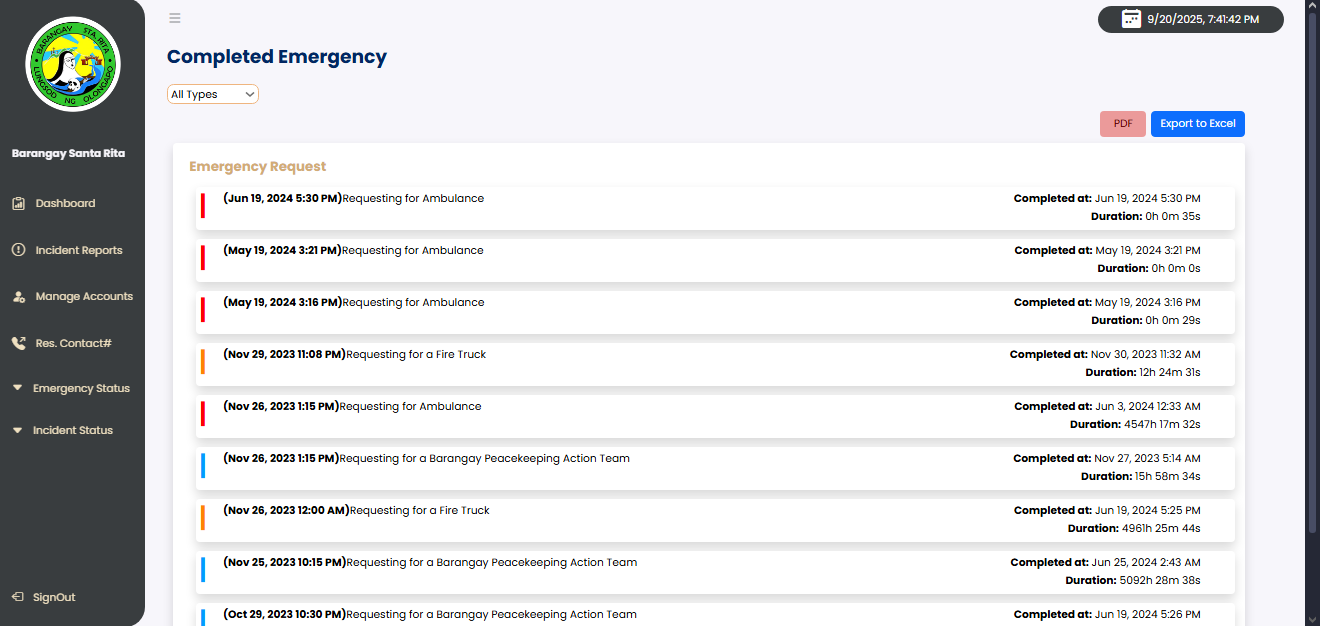 BARANGAY STA. RITA
LUNGSOD NG OLONGAPO
Barangay Santa Rita
Dashboard
Incident Reports
Manage Accounts
Res. Contact#
Emergency Status
Incident Status
SignOut
9/20/2025, 7:41:42 PM
Completed Emergency
All Types
PDF
Export to Excel
Emergency Request
(Jun 19, 2024 5:30 PM)Requesting for Ambulance
Completed at: Jun 19, 2024 5:30 PM
Duration: 0h 0m 35s
(May 19, 2024 3:21 PM)Requesting for Ambulance
Completed at: May 19, 2024 3:21 PM
Duration: 0h 0m 0s
(May 19, 2024 3:16 PM)Requesting for Ambulance
Completed at: May 19, 2024 3:16 PM
Duration: 0h 0m 29s
(Nov 29, 2023 11:08 PM)Requesting for a Fire Truck
Completed at: Nov 30, 2023 11:32 AM
Duration: 12h 24m 31s
(Nov 26, 2023 1:15 PM)Requesting for Ambulance
Completed at: Jun 3, 2024 12:33 AM
Duration: 4547h 17m 32s
(Nov 26, 2023 1:15 PM)Requesting for a Barangay Peacekeeping Action Team
Completed at: Nov 27, 2023 5:14 AM
Duration: 15h 58m 34s
(Nov 26, 2023 12:00 AM)Requesting for a Fire Truck
Completed at: Jun 19, 2024 5:25 PM
Duration: 4961h 25m 44s
(Nov 25, 2023 10:15 PM)Requesting for a Barangay Peacekeeping Action Team
Completed at: Jun 25, 2024 2:43 AM
Duration: 5092h 28m 38s
(Oct 29, 2023 10:30 PM)Requesting for a Barangay Peacekeeping Action Team
Completed at: Jun 19, 2024 5:26 PM